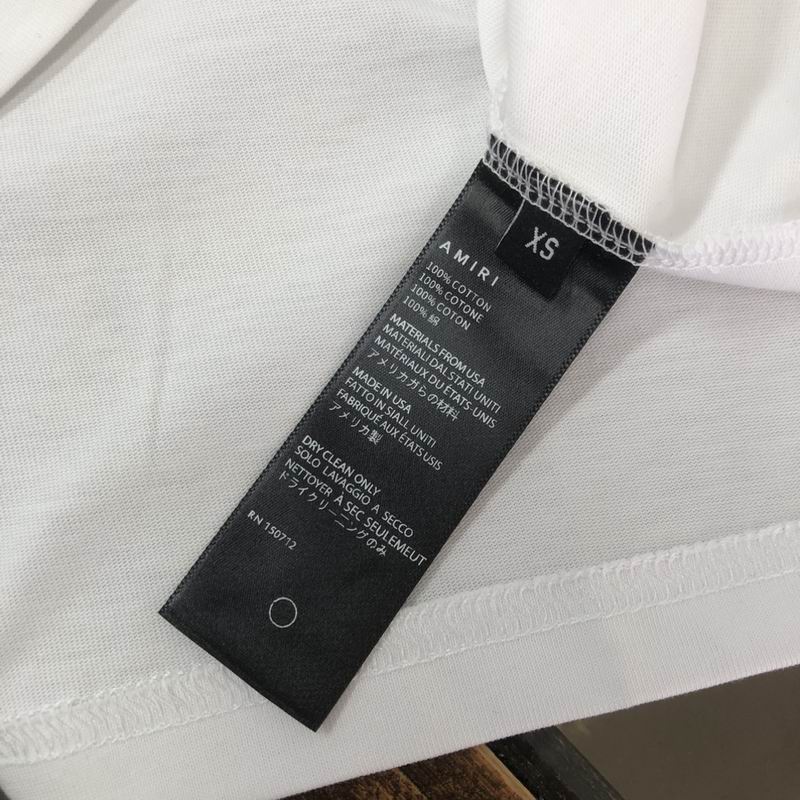 XS
AMIRI
100% COTTON
100% COTONE
100% COTON
100% 綿
MATERIALS FROM USA
MATERIALI DAL STATI UNITI
MATÉRIAUX DU ÉTATS-UNIS
アメリカがらの材料
MADE IN USA
FATTO IN SIALL UNITI
FABRIQUÉ AUX ÉTATS USIS
アメリカ製
DRY CLEAN ONLY
SOLO LAVAGGIO A SECCO
NETTOYER À SEC SEULEMEUT
ドライクリーニングのみ
RN 150712